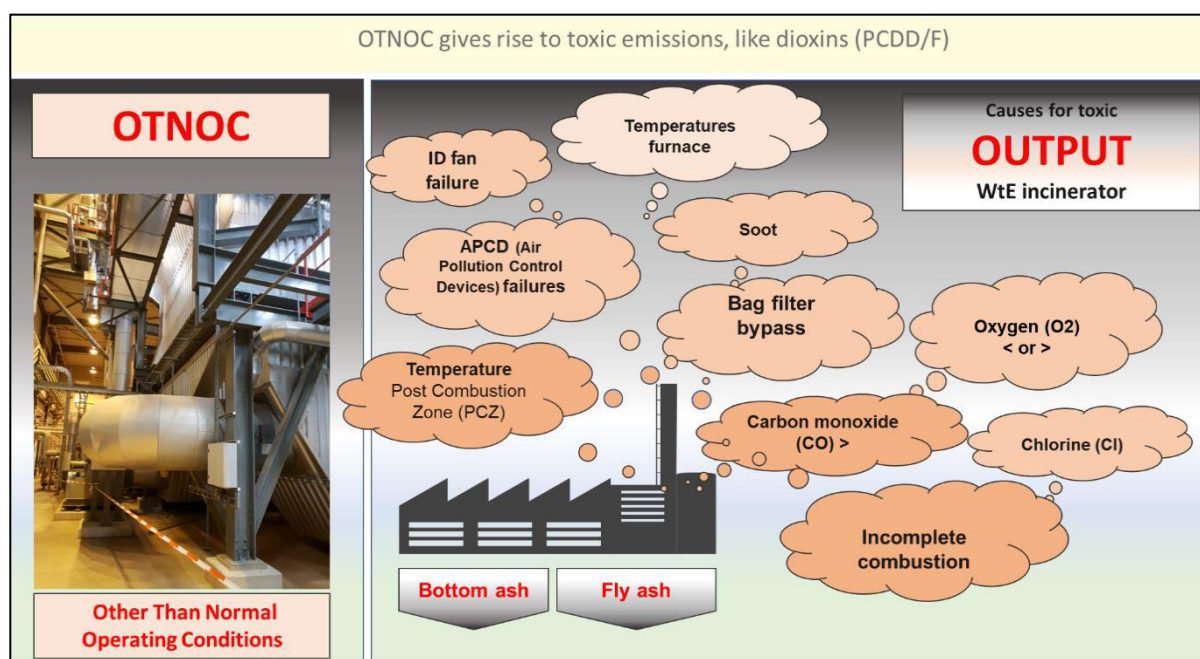 OTNOC gives rise to toxic emissions, like dioxins (PCDD/F)
OTNOC
Other Than Normal
Operating Conditions
Causes for toxic
OUTPUT
WtE incinerator
Temperatures
furnace
ID fan
failure
Soot
APCD (Air
Pollution Control
Devices) failures
Bag filter
bypass
Oxygen (O2)
< or >
Temperature
Post Combustion
Zone (PCZ)
Carbon monoxide
(CO) >
Chlorine (Cl)
Incomplete
combustion
Bottom ash
Fly ash